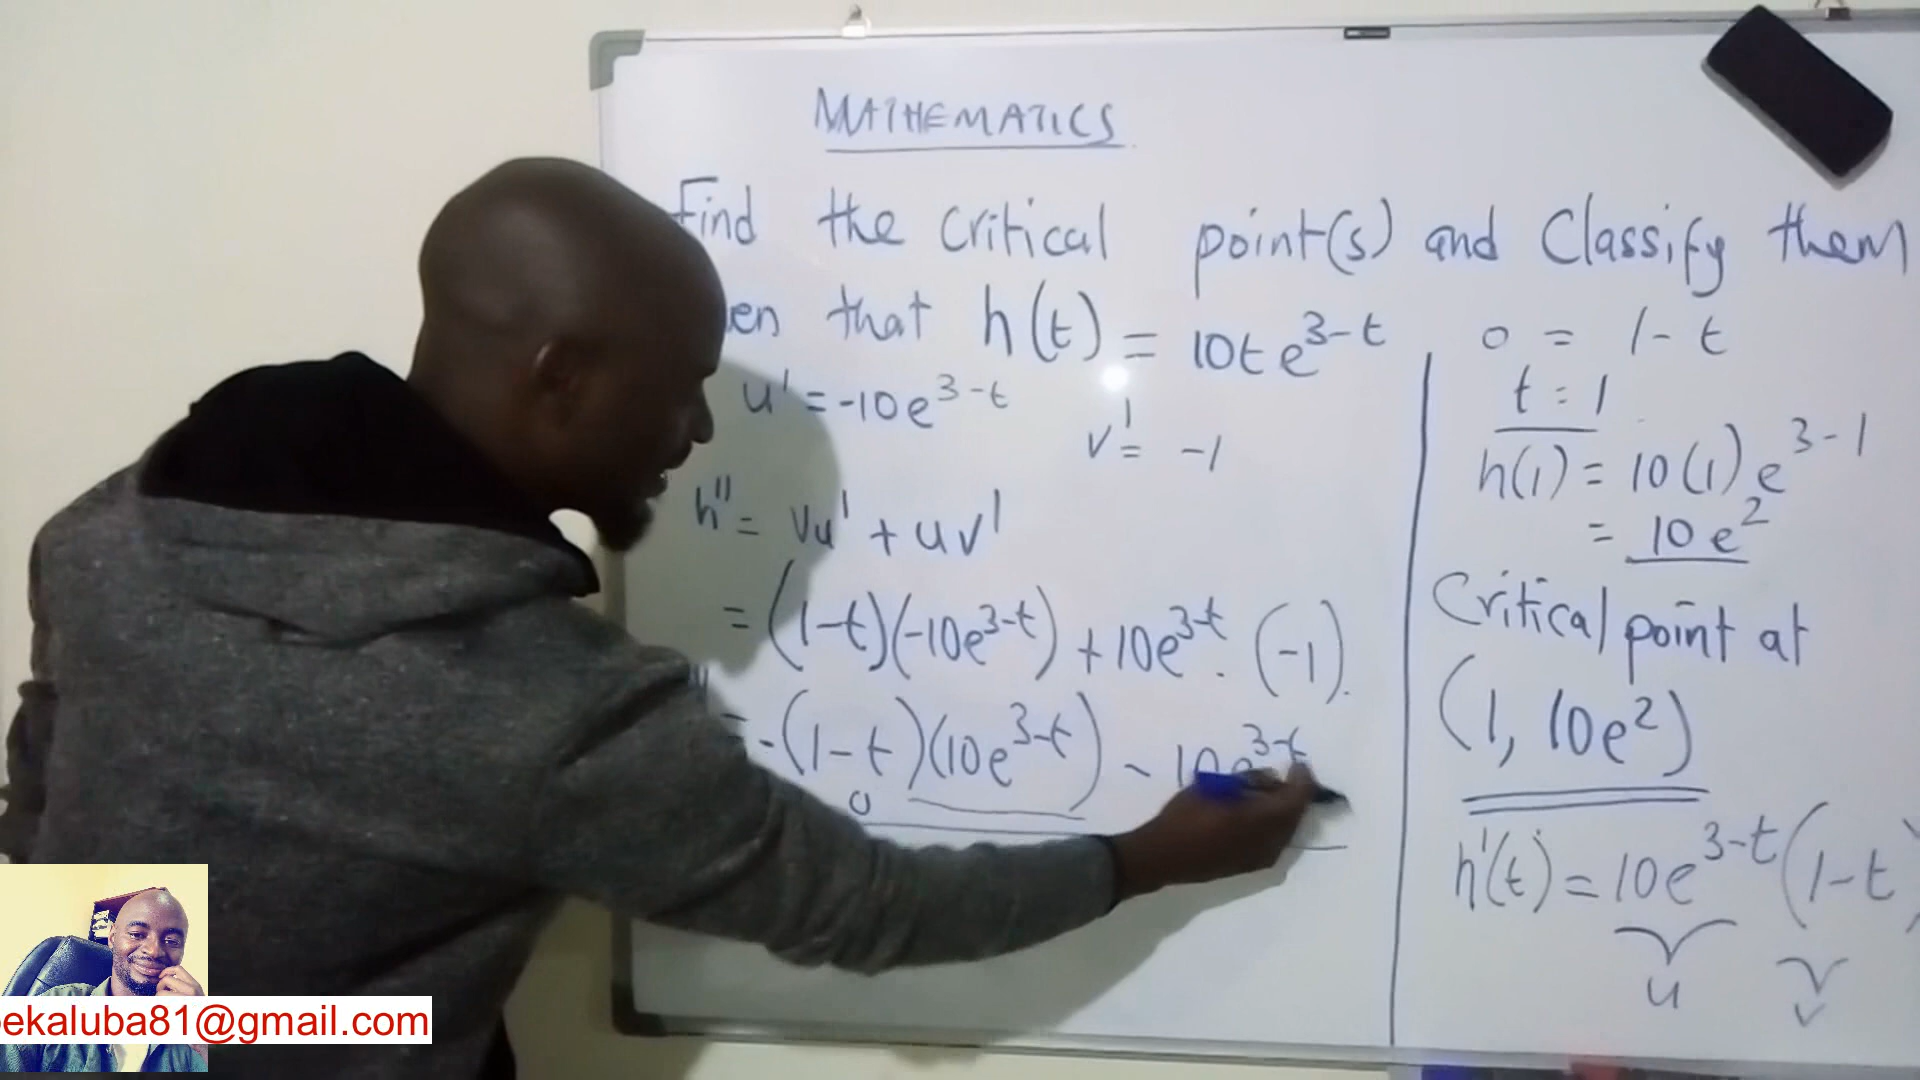 MATHEMATICS
Find the critical point(s) and Classify them
that h(t) = 10te^{3-t}
u' = -10e^{3-t}
v' = -1
h'' = vu' + uv'
= (1-t)(-10e^{3-t}) + 10e^{3-t} . (-1).
= -(1-t)(10e^{3-t}) - 10e^{3-t}
0
0 = 1-t
t = 1
h(1) = 10(1)e^{3-1}
= 10e^2
Critical point at
(1, 10e^2)
h'(t) = 10e^{3-t}(1-t)
u v
ekaluba81@gmail.com